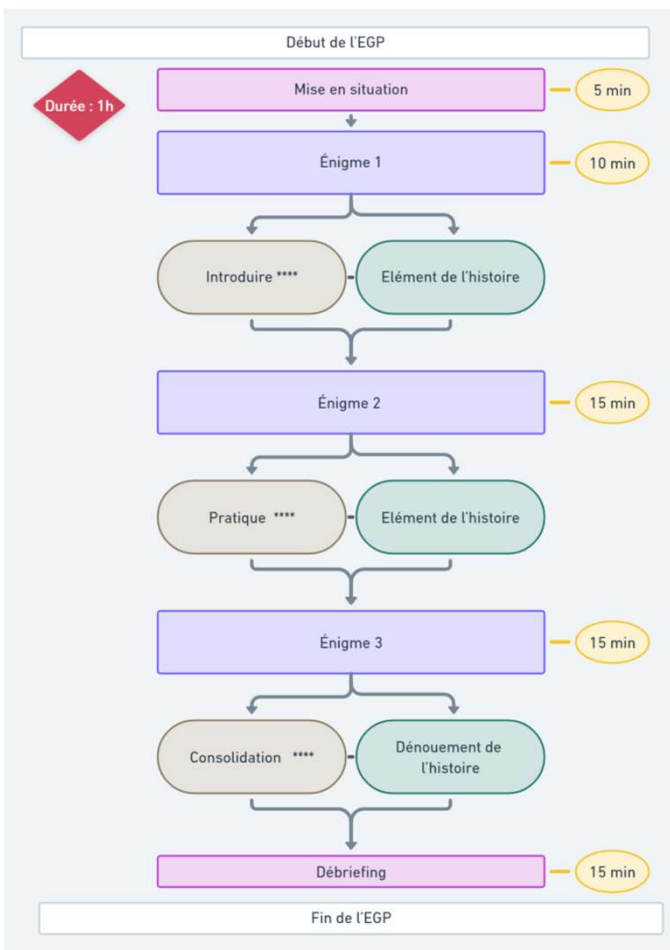 Début de l'EGP
Durée : 1h
Mise en situation
5 min
Énigme 1
10 min
Introduire ****
Elément de l'histoire
Énigme 2
15 min
Pratique ****
Elément de l'histoire
Énigme 3
15 min
Consolidation ****
Dénouement de
l'histoire
Débriefing
15 min
Fin de l'EGP